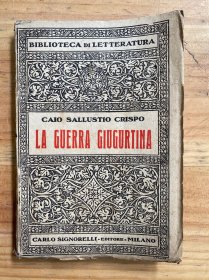 BIBLIOTECA DI LETTERATURA
CAIO SALLUSTIO CRISPO
LA GUERRA GIUGURTINA
CARLO SIGNORELLI - EDITORE - MILANO